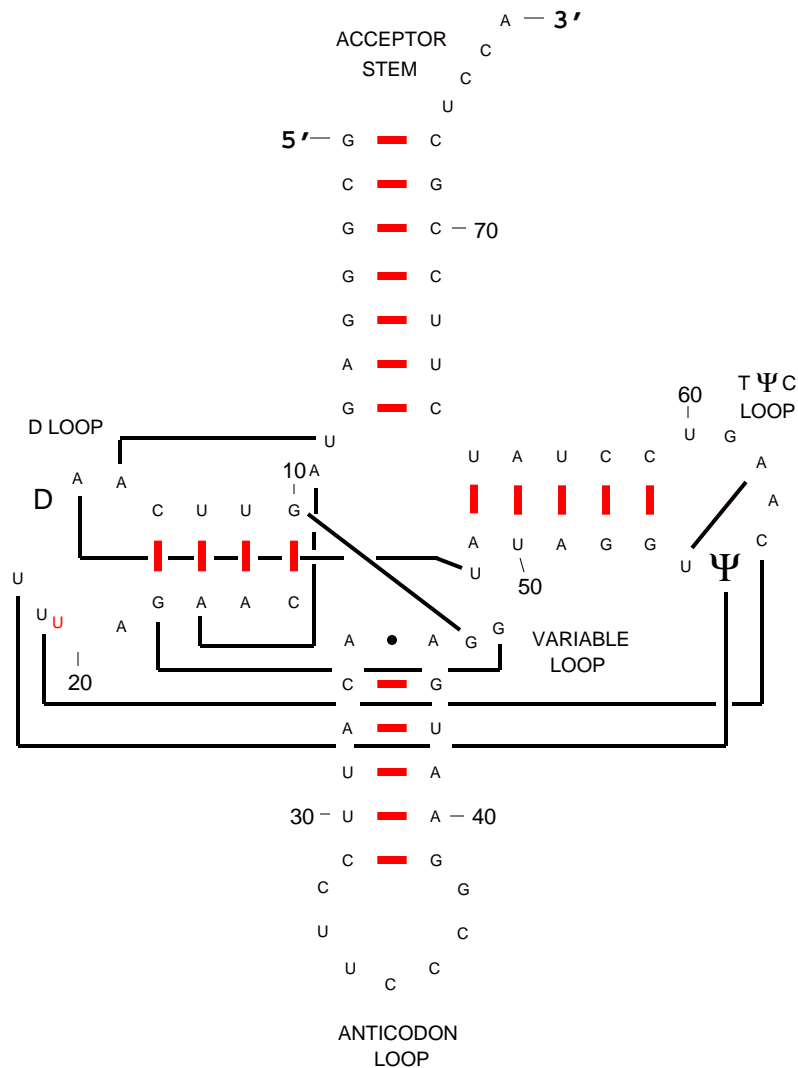 A — 3′
ACCEPTOR
STEM
C
C
U
5′ — G C
C G
G C — 70
G C
G U
A U
G C
T Ψ C
LOOP
60
U G
A
A
C
D LOOP
U
U A U C C
A A
10
A
D
C U U G
A U A G G
U
50
U Ψ
U
U U
A
G A A C
20
A • A G G
VARIABLE
LOOP
C G
A U
U A
30 — U A — 40
C G
C G
U C
U C
C
ANTICODON
LOOP